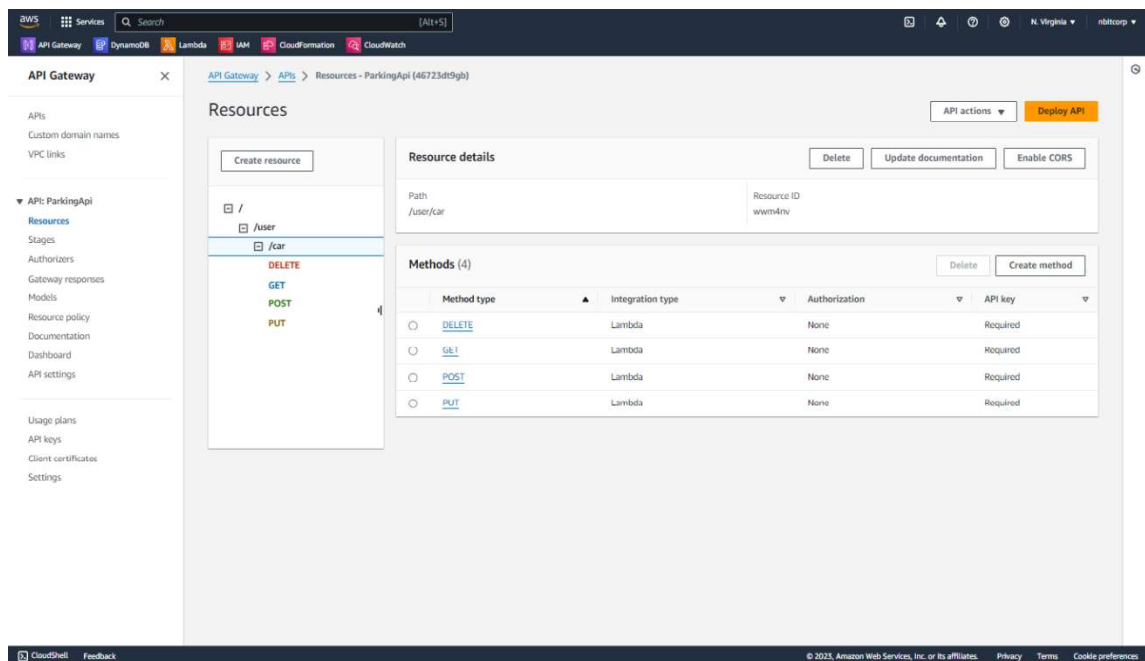 aws Services Search [Alt+S] N. Virginia nbltcorp
API Gateway DynamoDB Lambda IAM CloudFormation CloudWatch
API Gateway
APIs
Custom domain names
VPC links
API: ParkingApi
Resources
Stages
Authorizers
Gateway responses
Models
Resource policy
Documentation
Dashboard
API settings
Usage plans
API keys
Client certificates
Settings
API Gateway > APIs > Resources - ParkingApi (46723dt9gb)
Resources
API actions Deploy API
Create resource
/
/user
/car
DELETE
GET
POST
PUT
Resource details Delete Update documentation Enable CORS
Path Resource ID
/user/car wwm4nv
Methods (4) Delete Create method
Method type Integration type Authorization API key
DELETE Lambda None Required
GET Lambda None Required
POST Lambda None Required
PUT Lambda None Required
CloudShell Feedback © 2023, Amazon Web Services, Inc. or its affiliates. Privacy Terms Cookie preferences